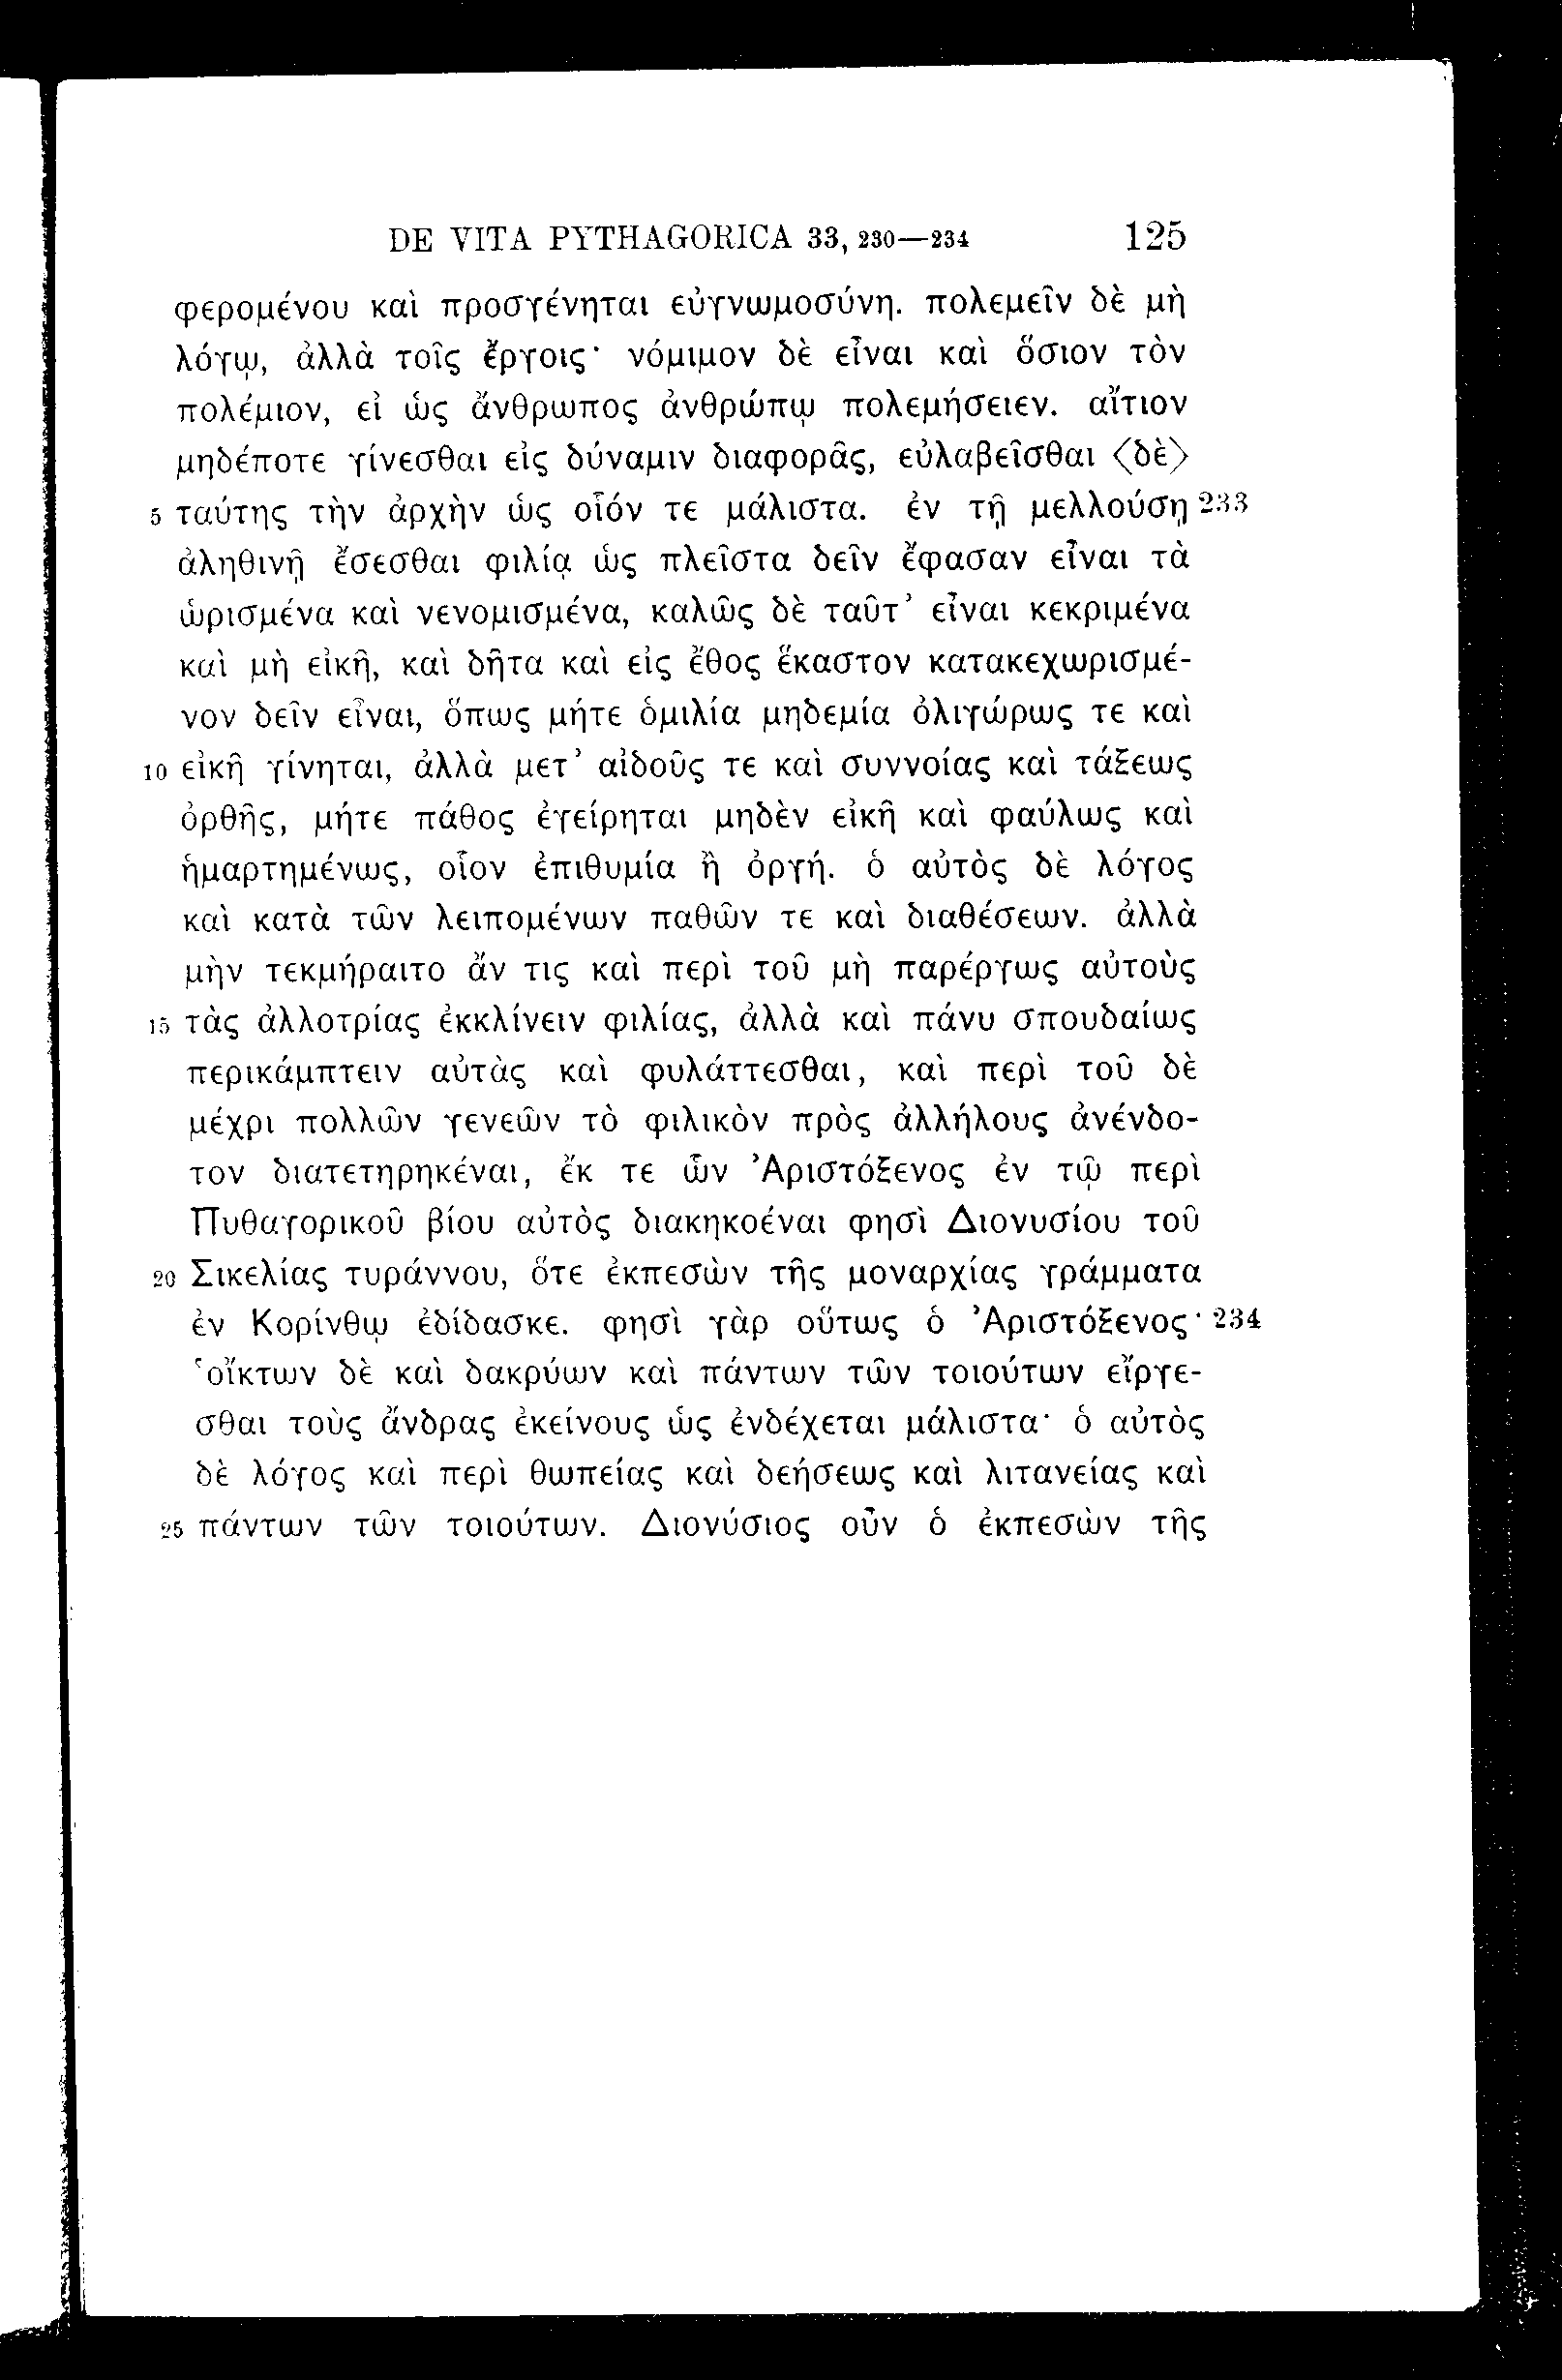 DE VITA PYTHAGORICA 33, 230—234 125
φερομένου καὶ προσγένηται εὐγνωμοσύνη. πολεμεῖν δὲ μὴ
λόγῳ, ἀλλὰ τοῖς ἔργοις· νόμιμον δὲ εἶναι καὶ ὅσιον τὸν
πολέμιον, εἰ ὡς ἄνθρωπος ἀνθρώπῳ πολεμήσειεν. αἴτιον
μηδέποτε γίνεσθαι εἰς δύναμιν διαφορᾶς, εὐλαβεῖσθαι 〈δὲ〉
5 ταύτης τὴν ἀρχὴν ὡς οἷόν τε μάλιστα. ἐν τῇ μελλούσῃ 233
ἀληθινῇ ἔσεσθαι φιλίᾳ ὡς πλεῖστα δεῖν ἔφασαν εἶναι τὰ
ὡρισμένα καὶ νενομισμένα, καλῶς δὲ ταῦτ’ εἶναι κεκριμένα
καὶ μὴ εἰκῆ, καὶ δῆτα καὶ εἰς ἔθος ἕκαστον κατακεχωρισμέ-
νον δεῖν εἶναι, ὅπως μήτε ὁμιλία μηδεμία ὀλιγώρως τε καὶ
10 εἰκῆ γίνηται, ἀλλὰ μετ’ αἰδοῦς τε καὶ συννοίας καὶ τάξεως
ὀρθῆς, μήτε πάθος ἐγείρηται μηδὲν εἰκῆ καὶ φαύλως καὶ
ἡμαρτημένως, οἷον ἐπιθυμία ἢ ὀργή. ὁ αὐτὸς δὲ λόγος
καὶ κατὰ τῶν λειπομένων παθῶν τε καὶ διαθέσεων. ἀλλὰ
μὴν τεκμήραιτο ἄν τις καὶ περὶ τοῦ μὴ παρέργως αὐτοὺς
15 τὰς ἀλλοτρίας ἐκκλίνειν φιλίας, ἀλλὰ καὶ πάνυ σπουδαίως
περικάμπτειν αὐτὰς καὶ φυλάττεσθαι, καὶ περὶ τοῦ δὲ
μέχρι πολλῶν γενεῶν τὸ φιλικὸν πρὸς ἀλλήλους ἀνένδο-
τον διατετηρηκέναι, ἔκ τε ὧν Ἀριστόξενος ἐν τῷ περὶ
Πυθαγορικοῦ βίου αὐτὸς διακηκοέναι φησὶ Διονυσίου τοῦ
20 Σικελίας τυράννου, ὅτε ἐκπεσὼν τῆς μοναρχίας γράμματα
ἐν Κορίνθῳ ἐδίδασκε. φησὶ γὰρ οὕτως ὁ Ἀριστόξενος· 234
‘οἴκτων δὲ καὶ δακρύων καὶ πάντων τῶν τοιούτων εἴργε-
σθαι τοὺς ἄνδρας ἐκείνους ὡς ἐνδέχεται μάλιστα· ὁ αὐτὸς
δὲ λόγος καὶ περὶ θωπείας καὶ δεήσεως καὶ λιτανείας καὶ
25 πάντων τῶν τοιούτων. Διονύσιος οὖν ὁ ἐκπεσὼν τῆς